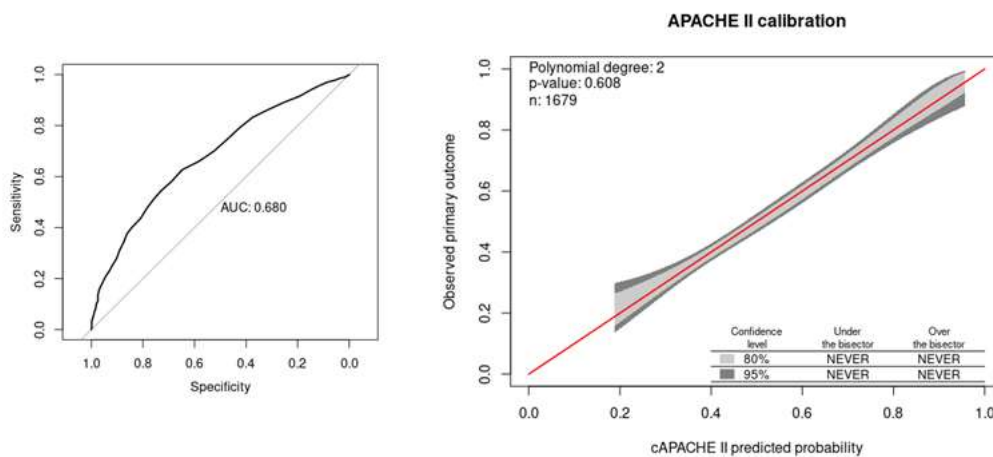 Sensitivity
1.0
0.8
0.6
0.4
0.2
0.0
AUC: 0.680
1.0 0.8 0.6 0.4 0.2 0.0
Specificity
APACHE II calibration
Observed primary outcome
1.0
0.8
0.6
0.4
0.2
0.0
Polynomial degree: 2
p-value: 0.608
n: 1679
Confidence level Under the bisector Over the bisector
80% NEVER NEVER
95% NEVER NEVER
0.0 0.2 0.4 0.6 0.8 1.0
cAPACHE II predicted probability